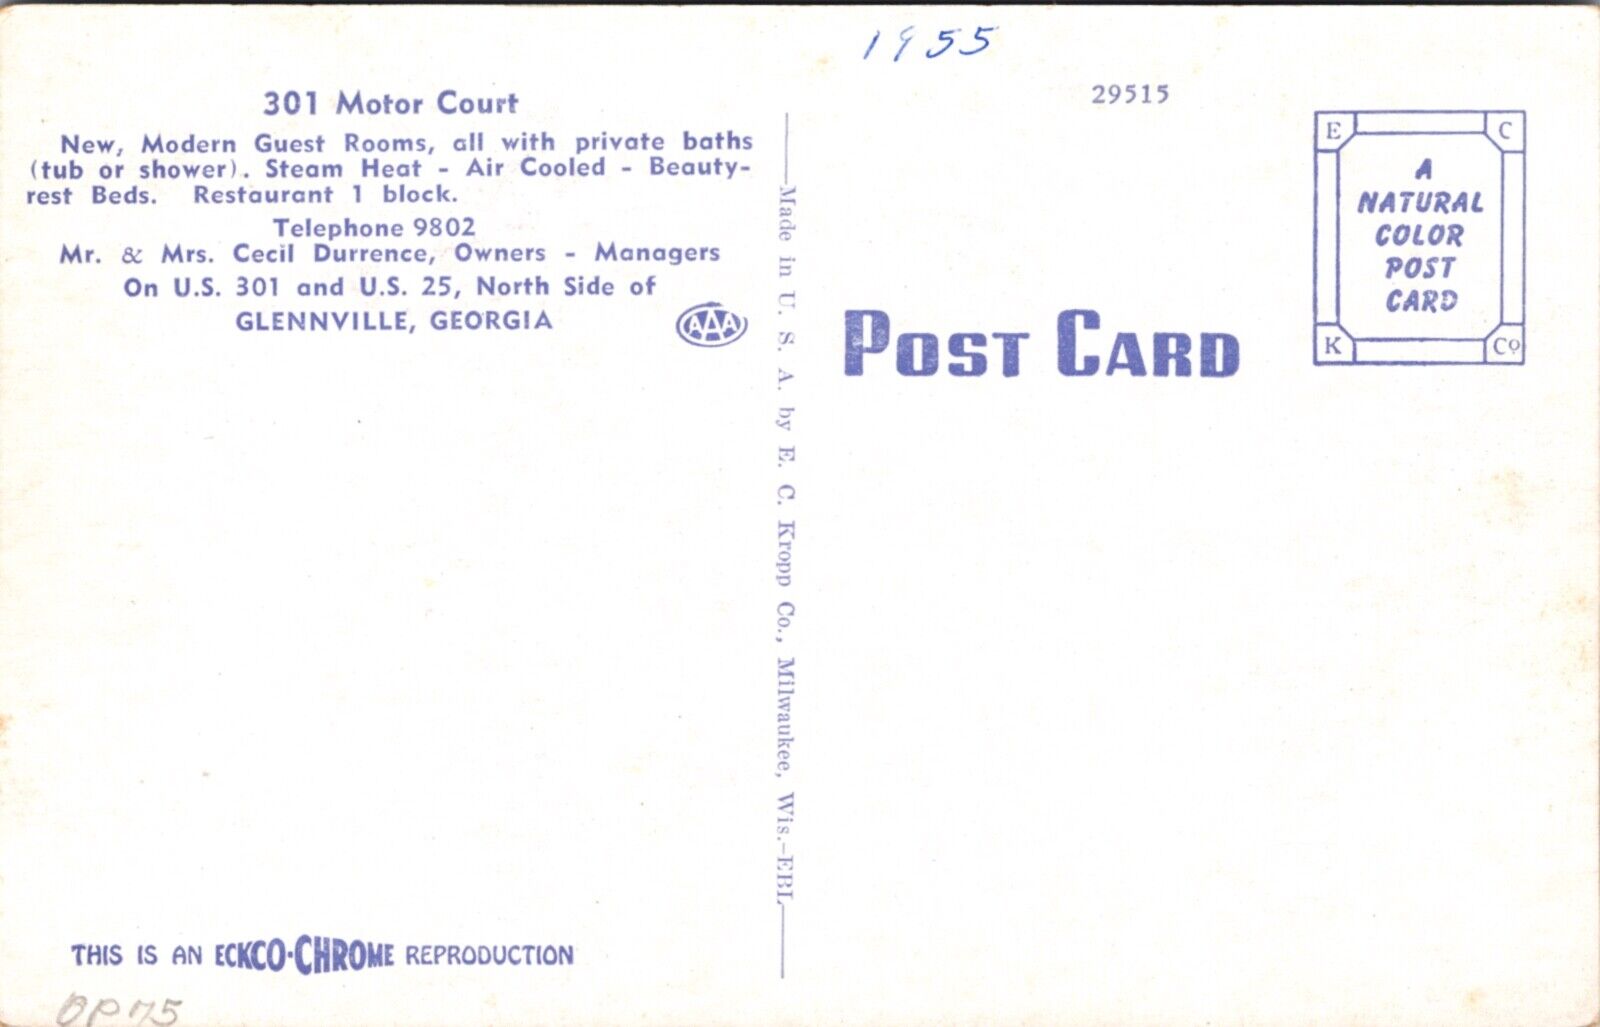 1955
301 Motor Court
New, Modern Guest Rooms, all with private baths
(tub or shower). Steam Heat - Air Cooled - Beauty-
rest Beds. Restaurant 1 block.
Telephone 9802
Mr. & Mrs. Cecil Durrence, Owners - Managers
On U.S. 301 and U.S. 25, North Side of
GLENNVILLE, GEORGIA
AAA
THIS IS AN ECKCO-CHROME REPRODUCTION
OP75
Made in U. S. A. by E. C. Kropp Co., Milwaukee, Wis.-EBL
29515
POST CARD
E C
A
NATURAL
COLOR
POST
CARD
K Co